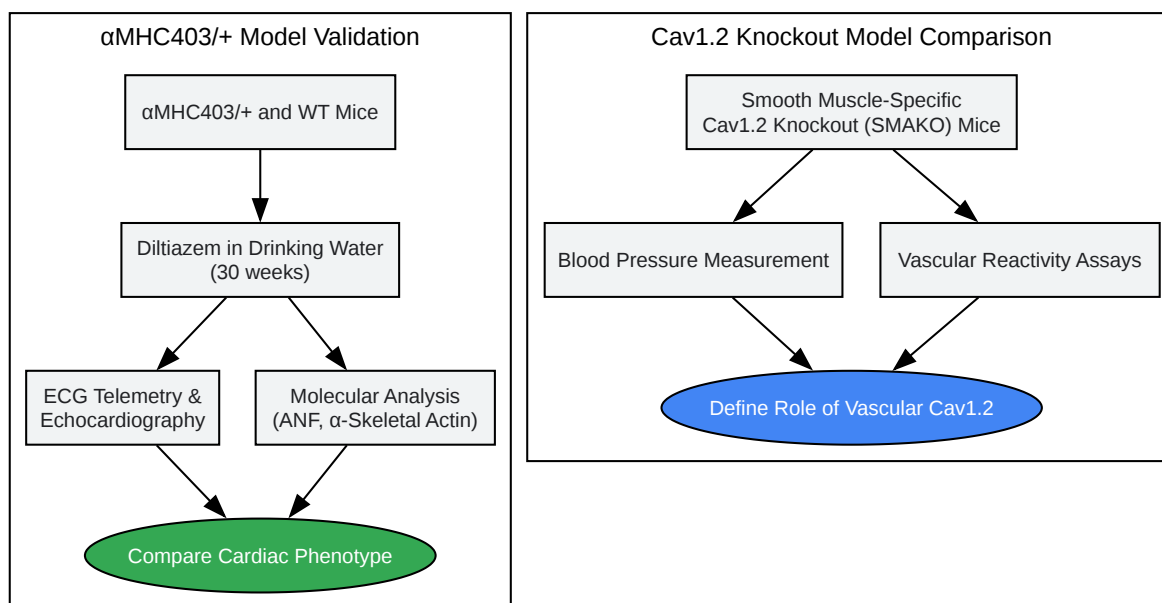 αMHC403/+ Model Validation
αMHC403/+ and WT Mice
Diltiazem in Drinking Water
(30 weeks)
ECG Telemetry &
Echocardiography
Molecular Analysis
(ANF, α-Skeletal Actin)
Compare Cardiac Phenotype
Cav1.2 Knockout Model Comparison
Smooth Muscle-Specific
Cav1.2 Knockout (SMAKO) Mice
Blood Pressure Measurement
Vascular Reactivity Assays
Define Role of Vascular Cav1.2